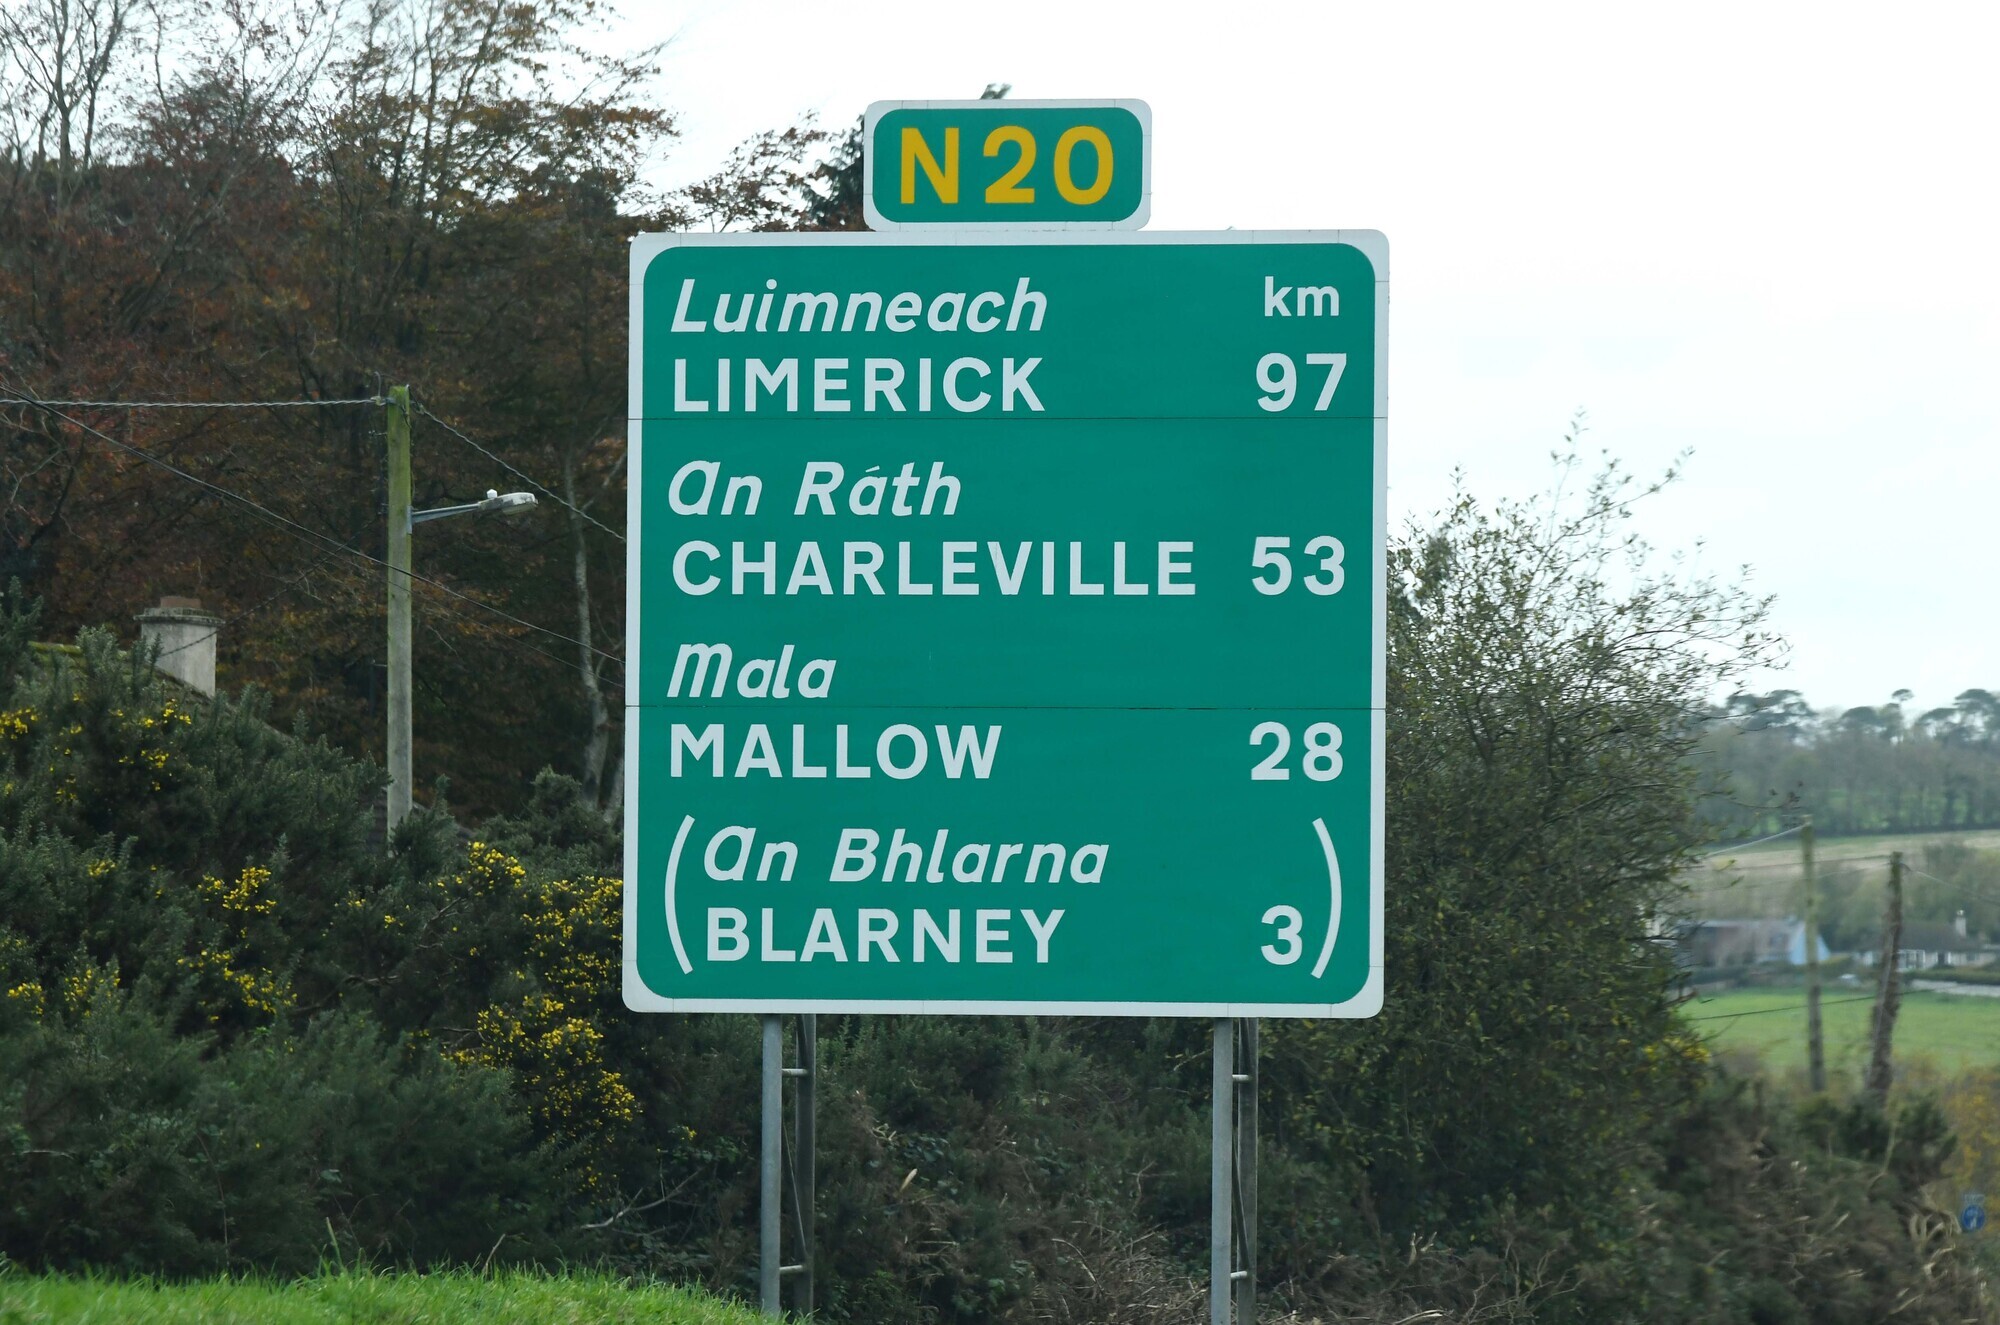 N20
Luimneach km
LIMERICK 97
An Ráth
CHARLEVILLE 53
Mala
MALLOW 28
(An Bhlarna
BLARNEY 3)